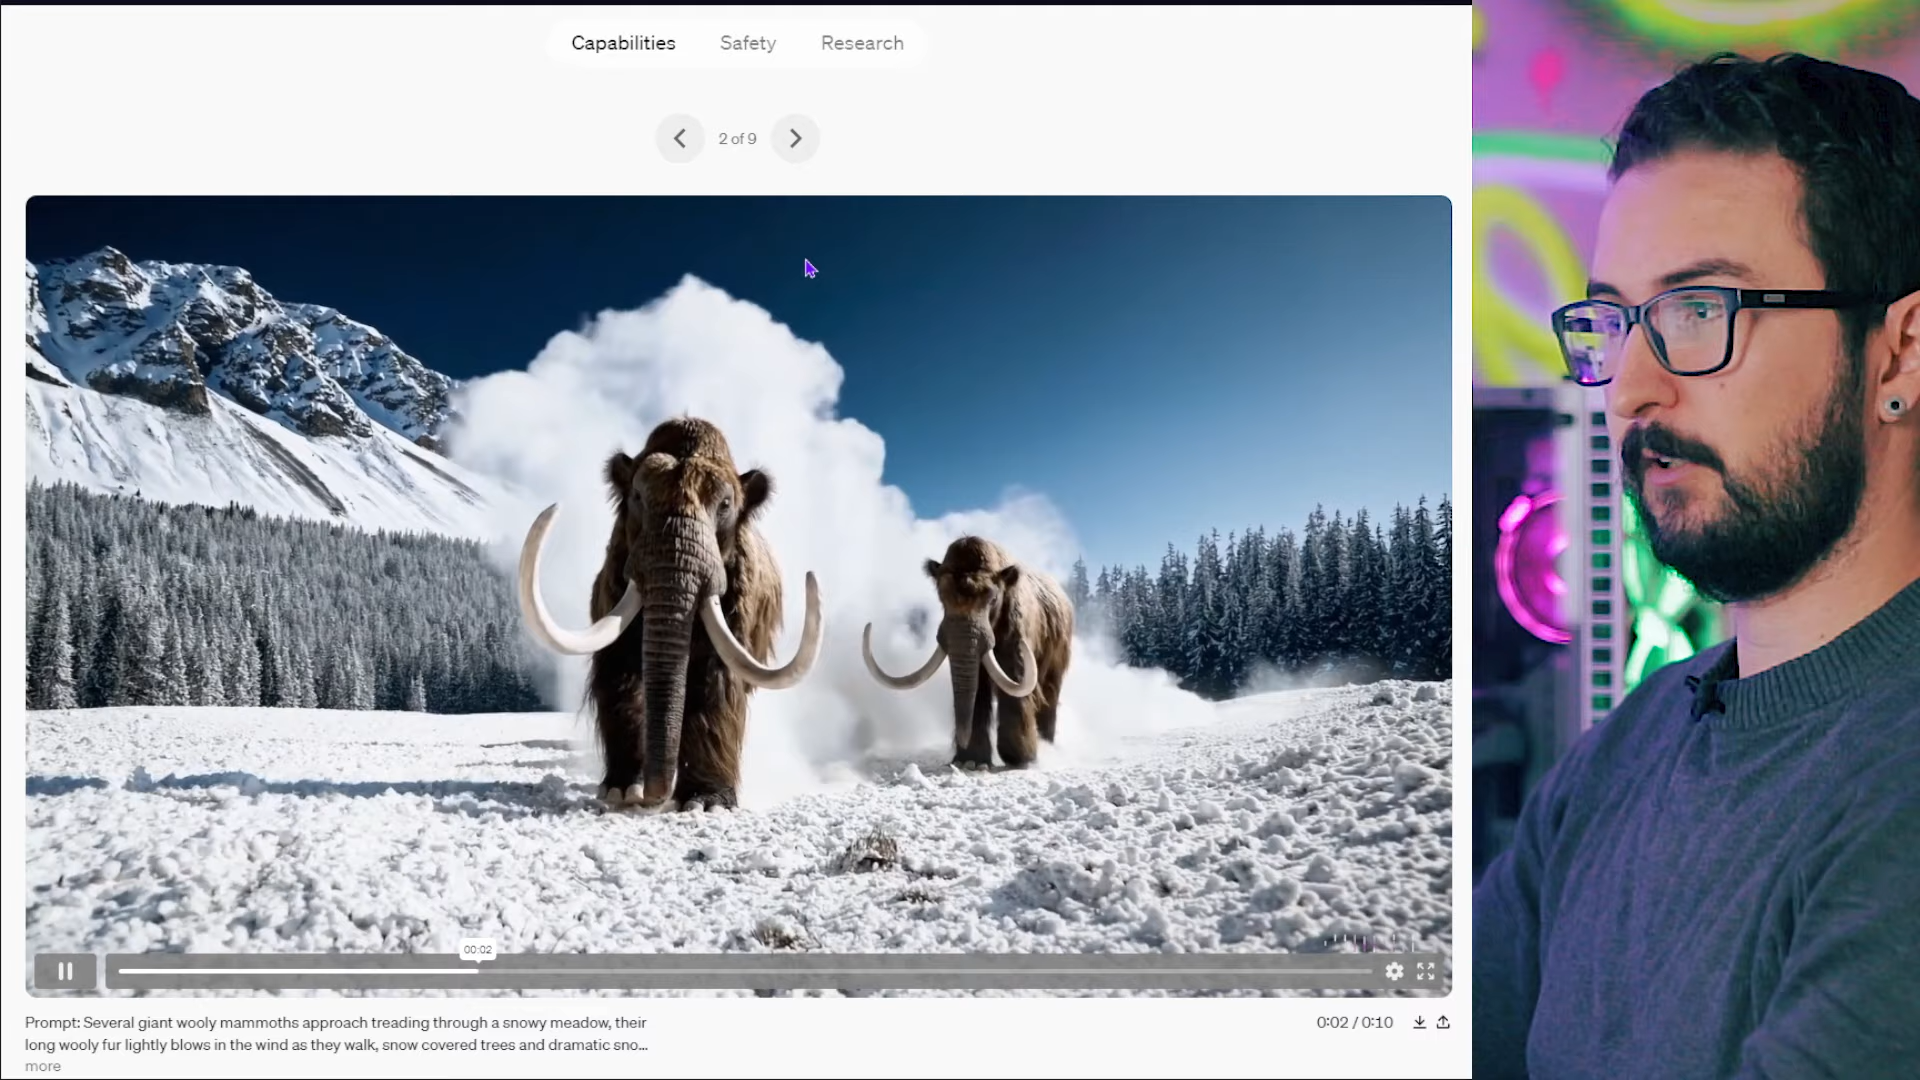 Capabilities
Safety
Research
2 of 9
00:02
Prompt: Several giant wooly mammoths approach treading through a snowy meadow, their
long wooly fur lightly blows in the wind as they walk, snow covered trees and dramatic sno...
more
0:02 / 0:10